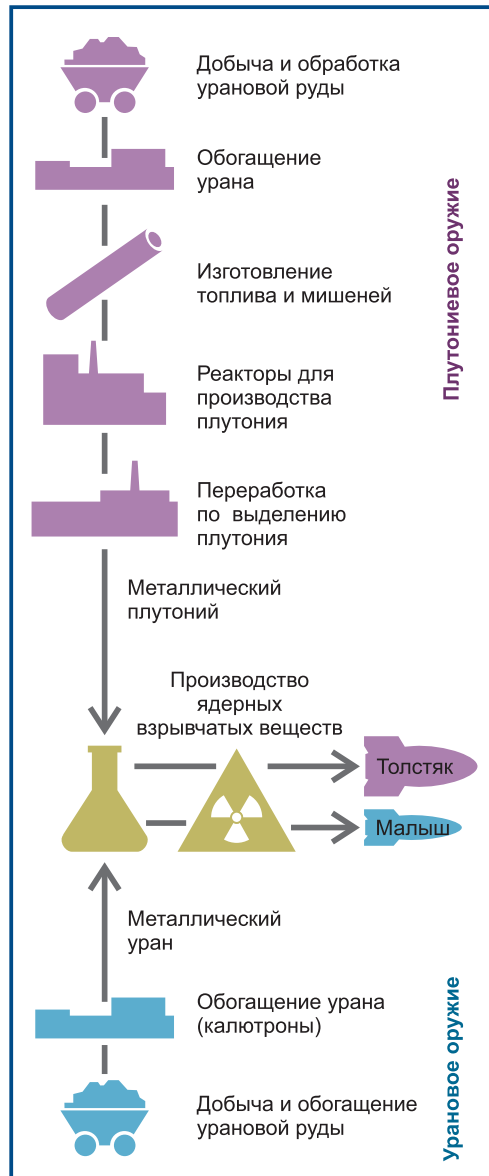 Добыча и обработка
урановой руды
Обогащение
урана
Изготовление
топлива и мишеней
Реакторы для
производства
плутония
Переработка
по выделению
плутония
Плутониевое оружие
Металлический
плутоний
Производство
ядерных
взрывчатых веществ
Толстяк
Малыш
Металлический
уран
Обогащение урана
(калютроны)
Добыча и обогащение
урановой руды
Урановое оружие